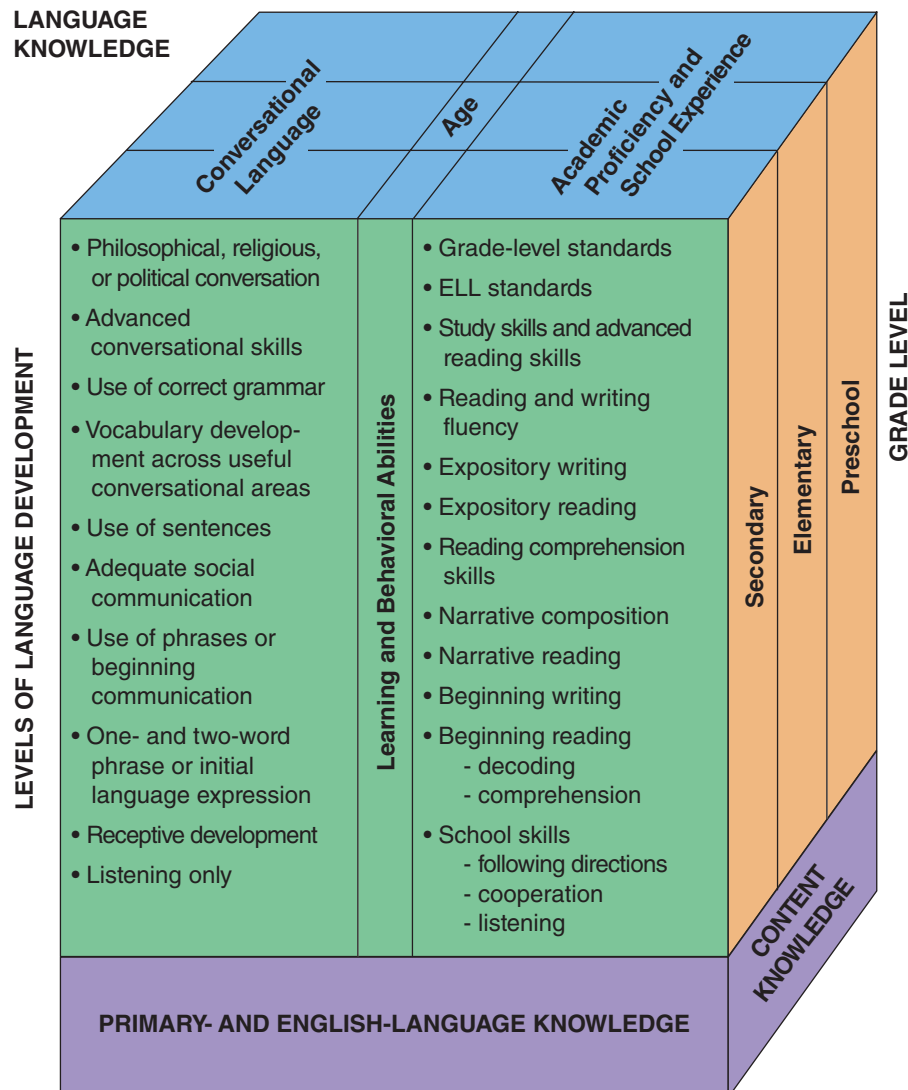 LANGUAGE
KNOWLEDGE
Conversational
Language
Age
Academic
Proficiency and
School Experience
LEVELS OF LANGUAGE DEVELOPMENT
• Philosophical, religious,
or political conversation
• Advanced
conversational skills
• Use of correct grammar
• Vocabulary develop-
ment across useful
conversational areas
• Use of sentences
• Adequate social
communication
• Use of phrases or
beginning
communication
• One- and two-word
phrase or initial
language expression
• Receptive development
• Listening only
Learning and Behavioral Abilities
• Grade-level standards
• ELL standards
• Study skills and advanced
reading skills
• Reading and writing
fluency
• Expository writing
• Expository reading
• Reading comprehension
skills
• Narrative composition
• Narrative reading
• Beginning writing
• Beginning reading
- decoding
- comprehension
• School skills
- following directions
- cooperation
- listening
Secondary
Elementary
Preschool
GRADE LEVEL
CONTENT
KNOWLEDGE
PRIMARY- AND ENGLISH-LANGUAGE KNOWLEDGE